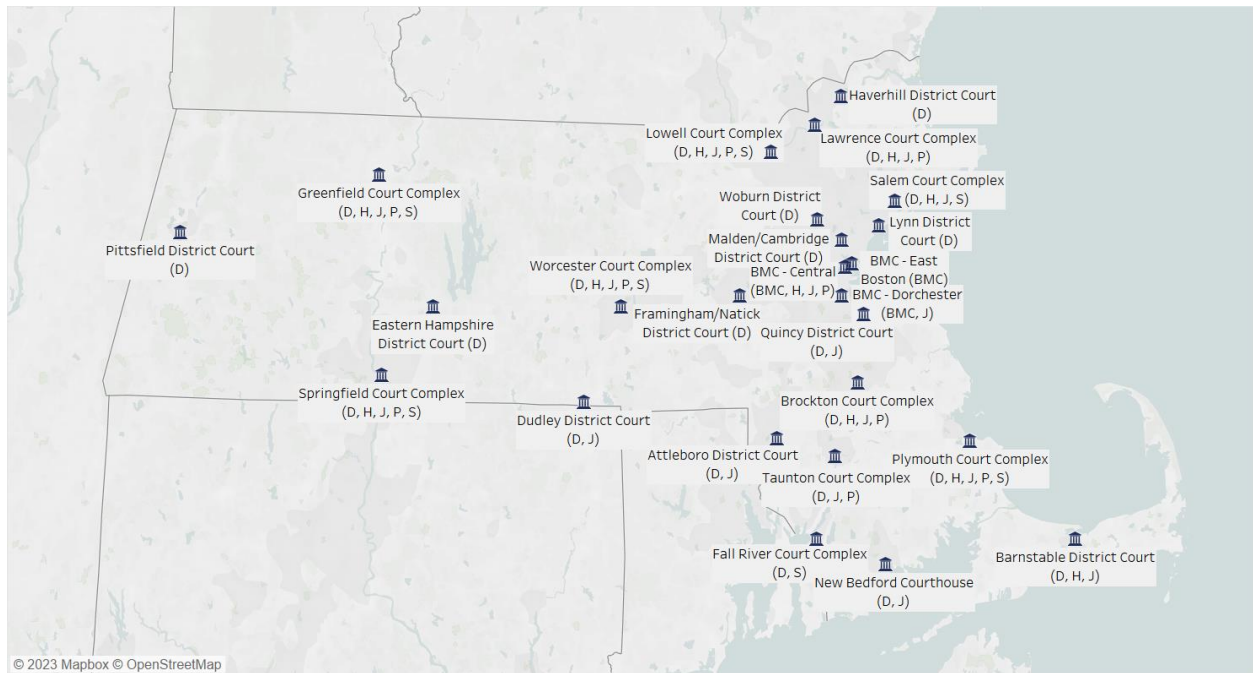 Haverhill District Court
(D)
Lowell Court Complex
(D, H, J, P, S)
Lawrence Court Complex
(D, H, J, P)
Greenfield Court Complex
(D, H, J, P, S)
Salem Court Complex
(D, H, J, S)
Woburn District
Court (D)
Lynn District
Court (D)
Pittsfield District Court
(D)
Malden/Cambridge
District Court (D)
BMC - East
Boston (BMC)
BMC - Central
(BMC, H, J, P)
Worcester Court Complex
(D, H, J, P, S)
BMC - Dorchester
(BMC, J)
Framingham/Natick
District Court (D)
Eastern Hampshire
District Court (D)
Quincy District Court
(D, J)
Springfield Court Complex
(D, H, J, P, S)
Brockton Court Complex
(D, H, J, P)
Dudley District Court
(D, J)
Attleboro District Court
(D, J)
Plymouth Court Complex
(D, H, J, P, S)
Taunton Court Complex
(D, J, P)
Fall River Court Complex
(D, S)
Barnstable District Court
(D, H, J)
New Bedford Courthouse
(D, J)
© 2023 Mapbox © OpenStreetMap